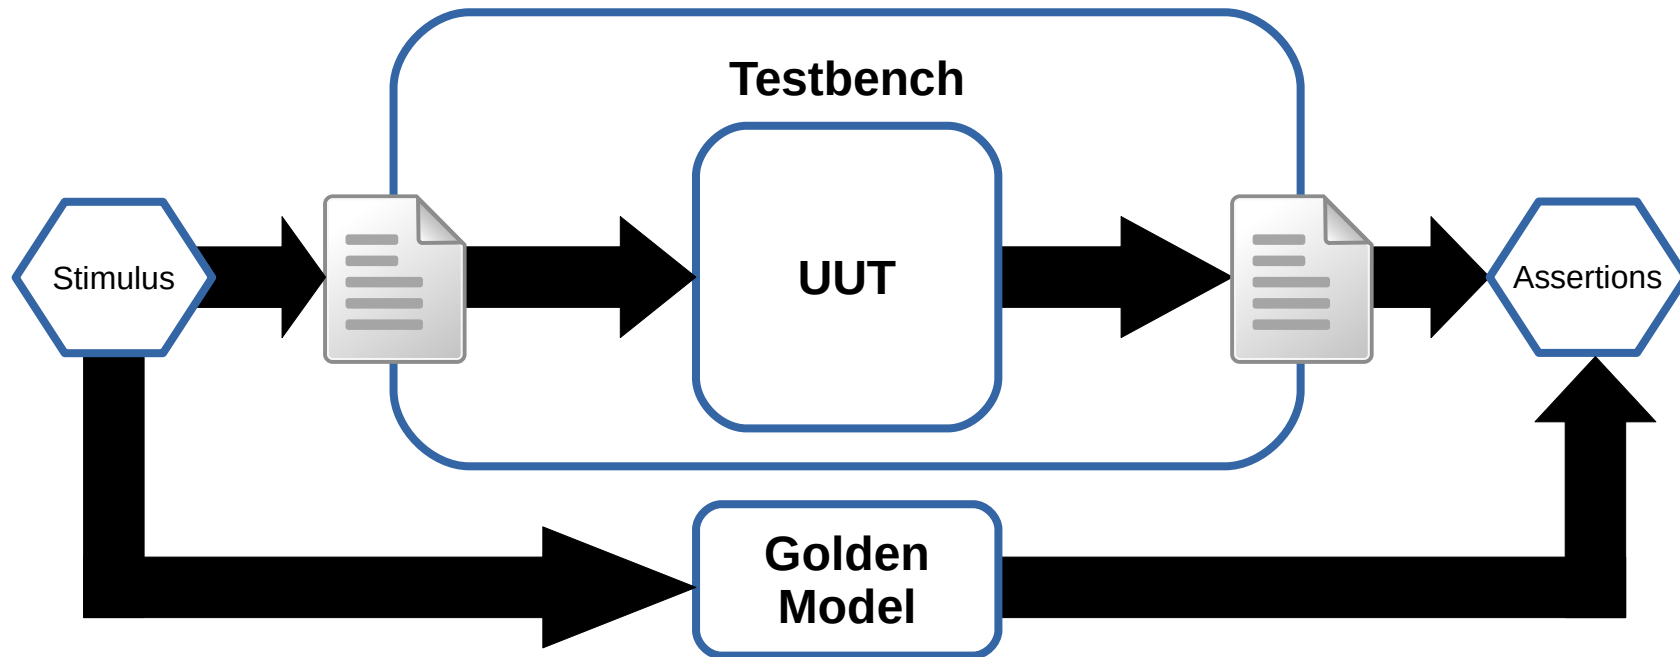 Testbench
Stimulus
UUT
Assertions
Golden
Model